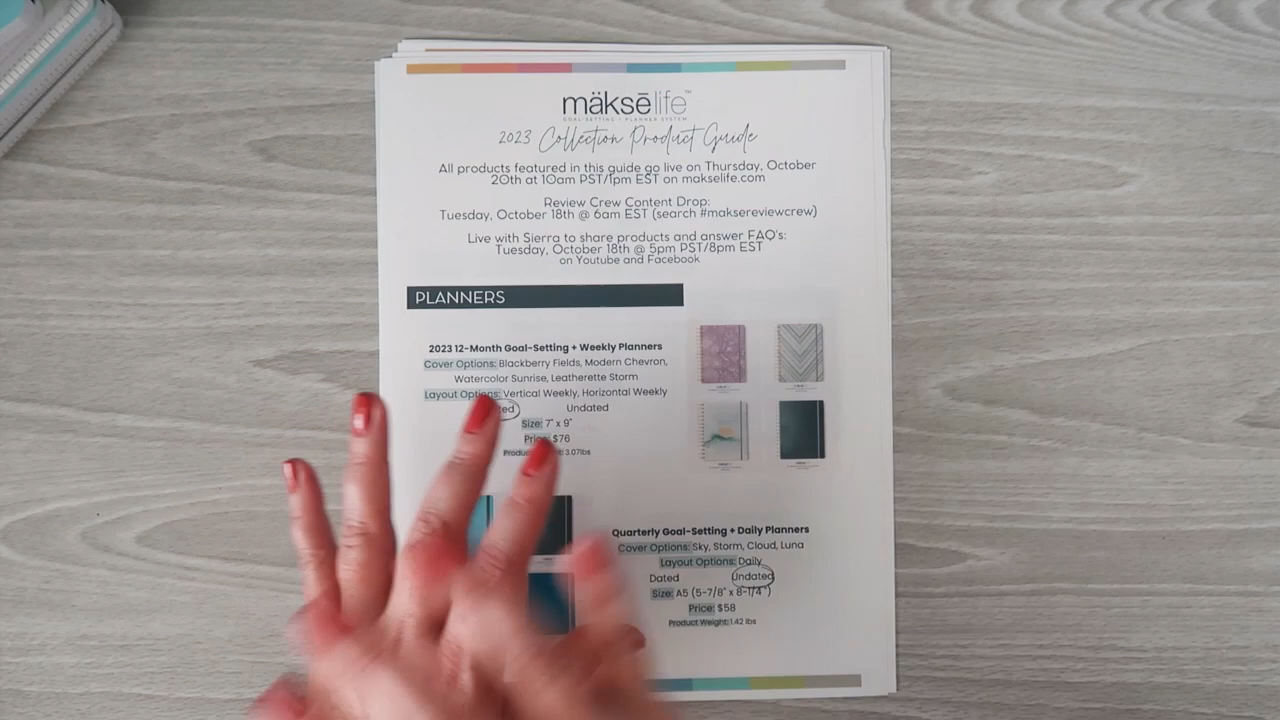 mäksēlife™
GOAL-SETTING + PLANNER SYSTEM
2023 Collection Product Guide
All products featured in this guide go live on Thursday, October
20th at 10am PST/1pm EST on makselife.com
Review Crew Content Drop:
Tuesday, October 18th @ 6am EST (search #maksereviewcrew)
Live with Sierra to share products and answer FAQ's:
Tuesday, October 18th @ 5pm PST/8pm EST
on Youtube and Facebook
PLANNERS
2023 12-Month Goal-Setting + Weekly Planners
Cover Options: Blackberry Fields, Modern Chevron,
Watercolor Sunrise, Leatherette Storm
Layout Options: Vertical Weekly, Horizontal Weekly
Undated
Size: 7" x 9"
Price: $76
3.07lbs
Quarterly Goal-Setting + Daily Planners
Cover Options: Sky, Storm, Cloud, Luna
Layout Options: Daily
Dated Undated
Size: A5 (5-7/8" x 8-1/4")
Price: $58
Product Weight: 1.42 lbs